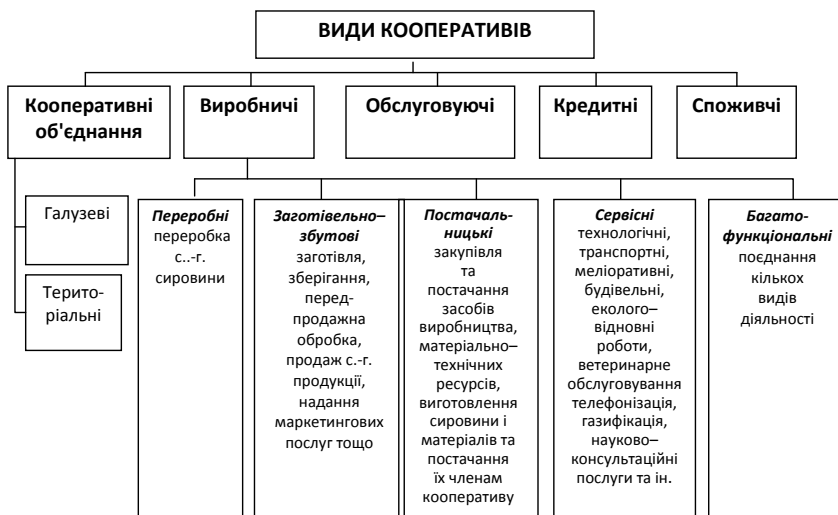 ВИДИ КООПЕРАТИВІВ
Кооперативні
об'єднання
Виробничі
Обслуговуючі
Кредитні
Споживчі
Галузеві
Терито-
ріальні
Переробні
переробка
с..-г.
сировини
Заготівельно–
збутові
заготівля,
зберігання,
перед-
продажна
обробка,
продаж с.-г.
продукції,
надання
маркетингових
послуг тощо
Постачаль-
ницькі
закупівля
та
постачання
засобів
виробництва,
матеріально–
технічних
ресурсів,
виготовлення
сировини і
матеріалів та
постачання
їх членам
кооперативу
Сервісні
технологічні,
транспортні,
меліоративні,
будівельні,
еколого–
відновні
роботи,
ветеринарне
обслуговування
телефонізація,
газифікація,
науково–
консультаційні
послуги та ін.
Багато-
функціональні
поєднання
кількох
видів
діяльності